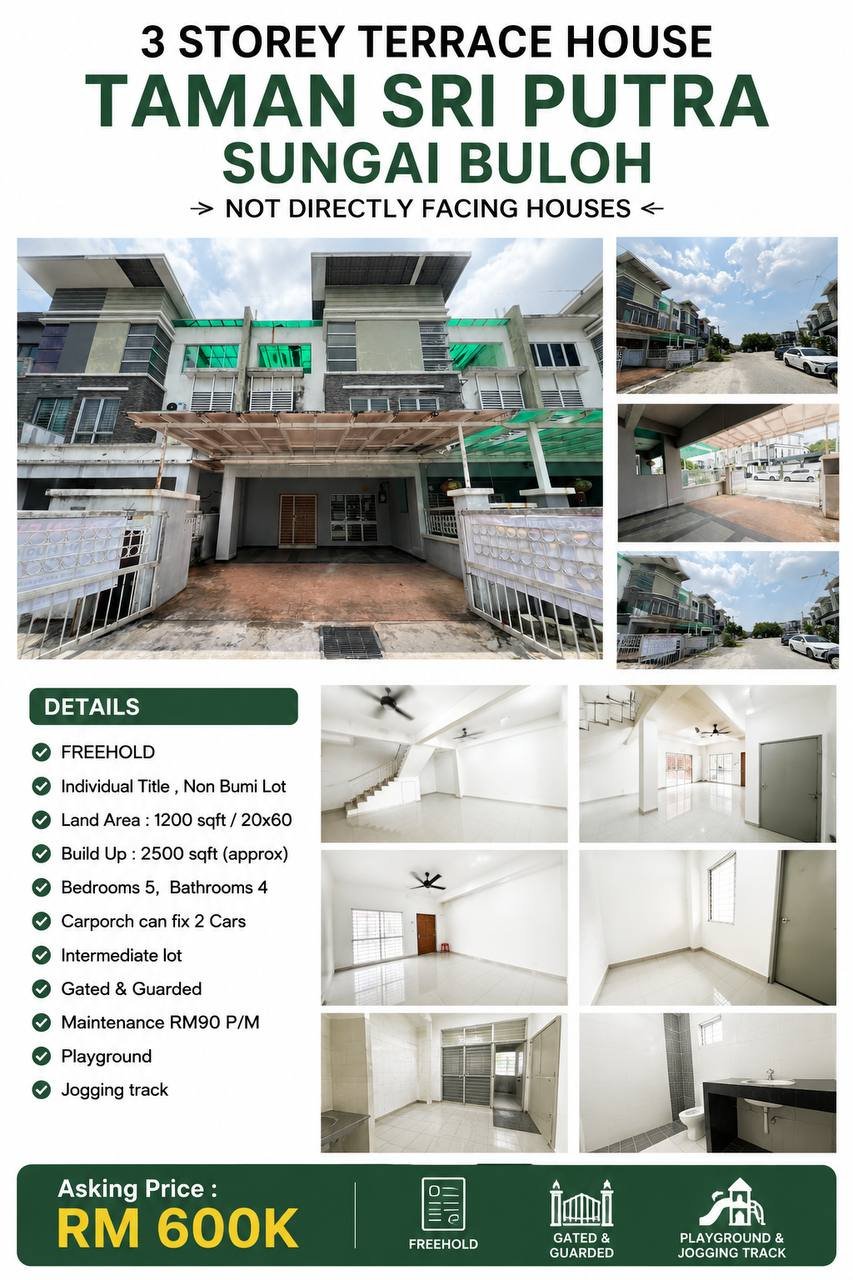 3 STOREY TERRACE HOUSE
TAMAN SRI PUTRA
SUNGAI BULOH
NOT DIRECTLY FACING HOUSES
DETAILS
FREEHOLD
Individual Title , Non Bumi Lot
Land Area : 1200 sqft / 20x60
Build Up : 2500 sqft (approx)
Bedrooms 5, Bathrooms 4
Carporch can fix 2 Cars
Intermediate lot
Gated & Guarded
Maintenance RM90 P/M
Playground
Jogging track
Asking Price :
RM 600K
FREEHOLD
GATED &
GUARDED
PLAYGROUND &
JOGGING TRACK